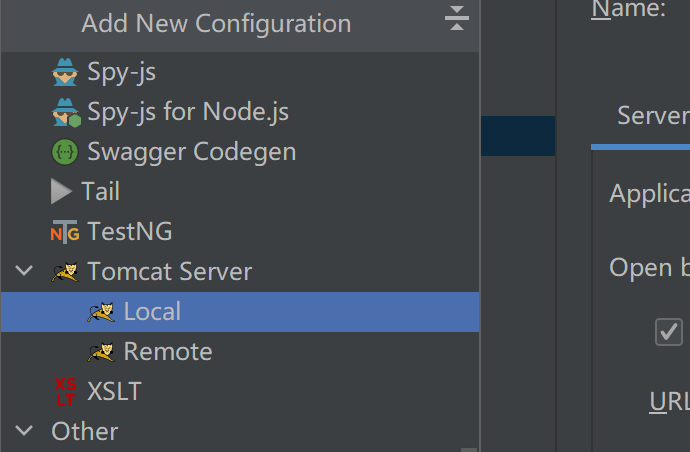 Add New Configuration
Spy-js
Spy-js for Node.js
Swagger Codegen
Tail
TestNG
Tomcat Server
Local
Remote
XSLT
Other
Name:
Server
Applica
Open b
URL